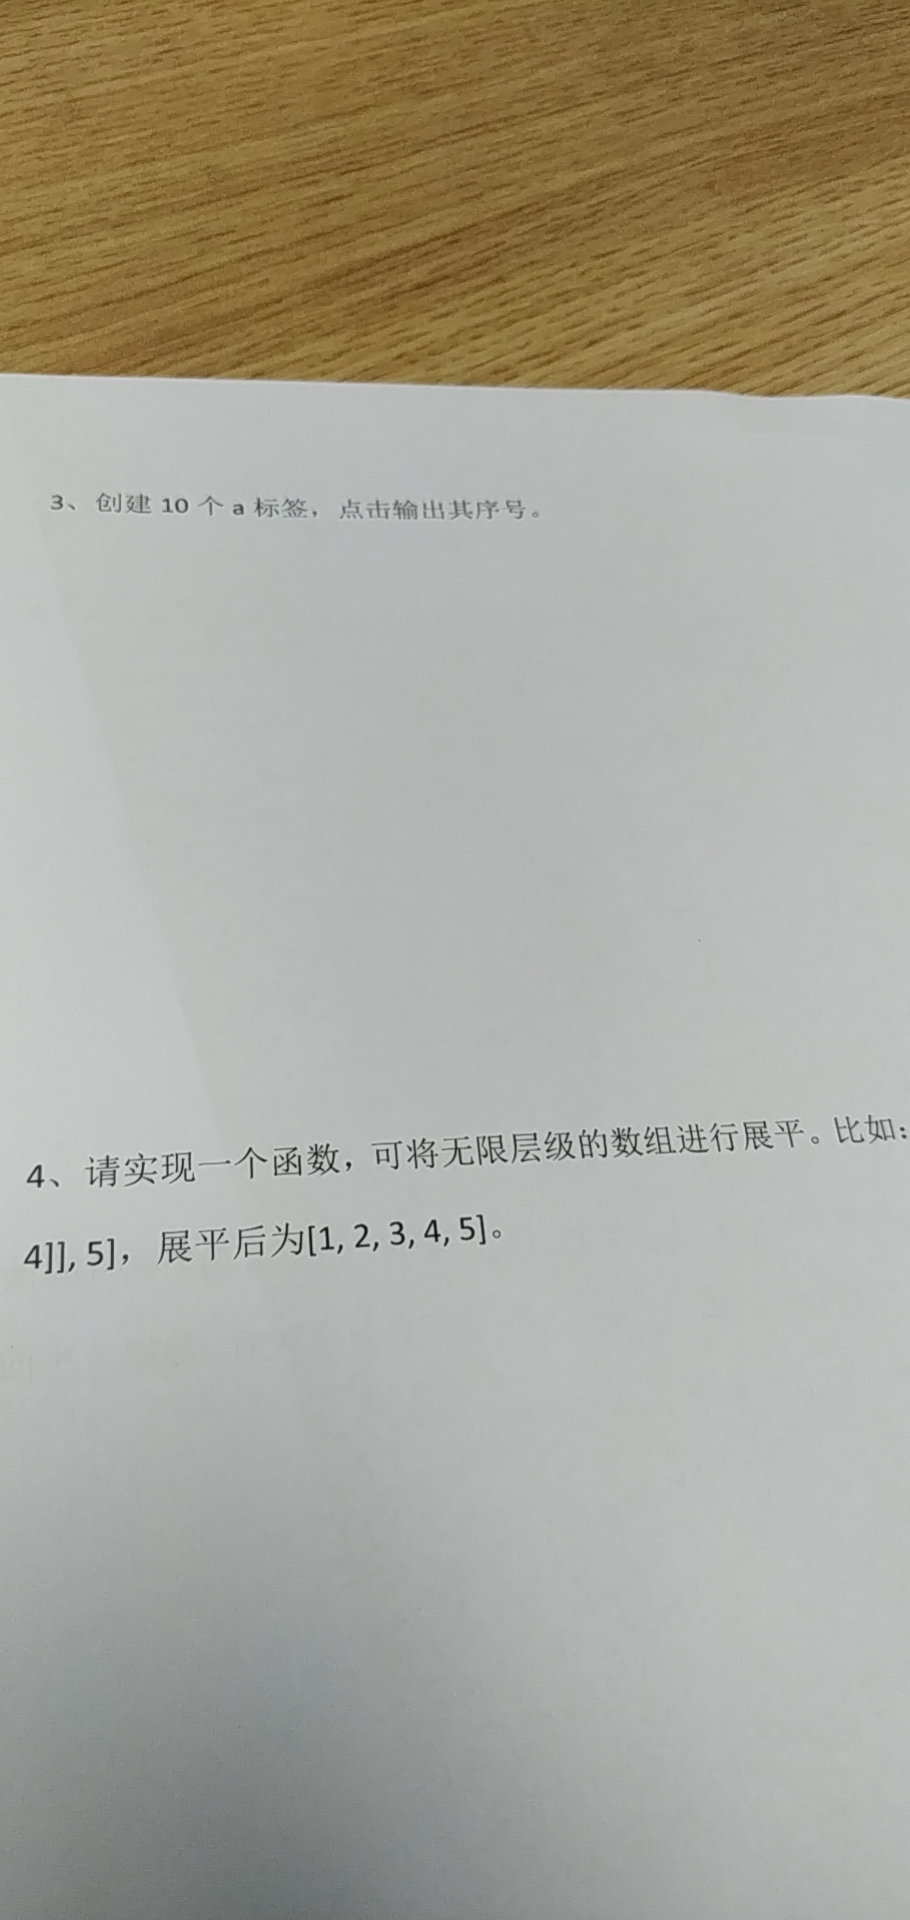 3、创建 10 个 a 标签，点击输出其序号。
4、请实现一个函数，可将无限层级的数组进行展平。比如：
4]], 5]，展平后为[1, 2, 3, 4, 5]。